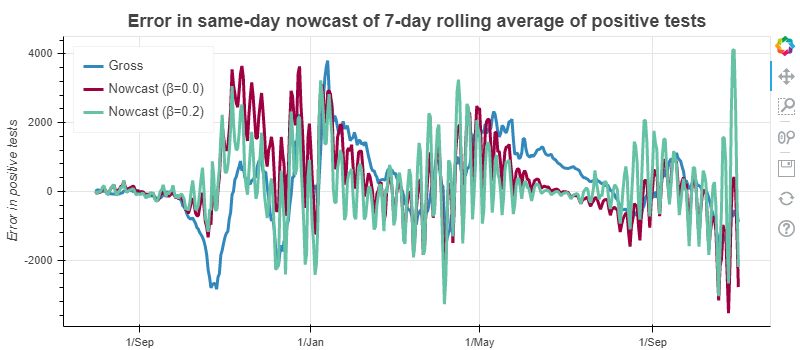 Error in same-day nowcast of 7-day rolling average of positive tests
Gross
Nowcast (β=0.0)
Nowcast (β=0.2)
Error in positive tests
4000
2000
0
-2000
1/Sep
1/Jan
1/May
1/Sep